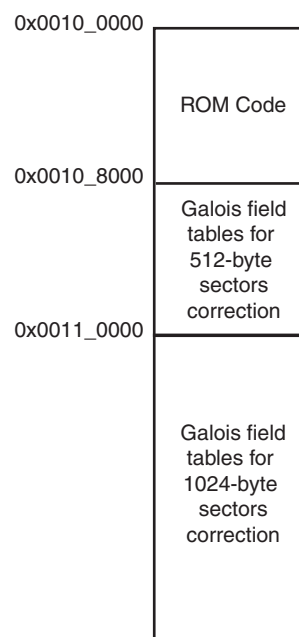 0x0010_0000
ROM Code
0x0010_8000
Galois field
tables for
512-byte
sectors
correction
0x0011_0000
Galois field
tables for
1024-byte
sectors
correction